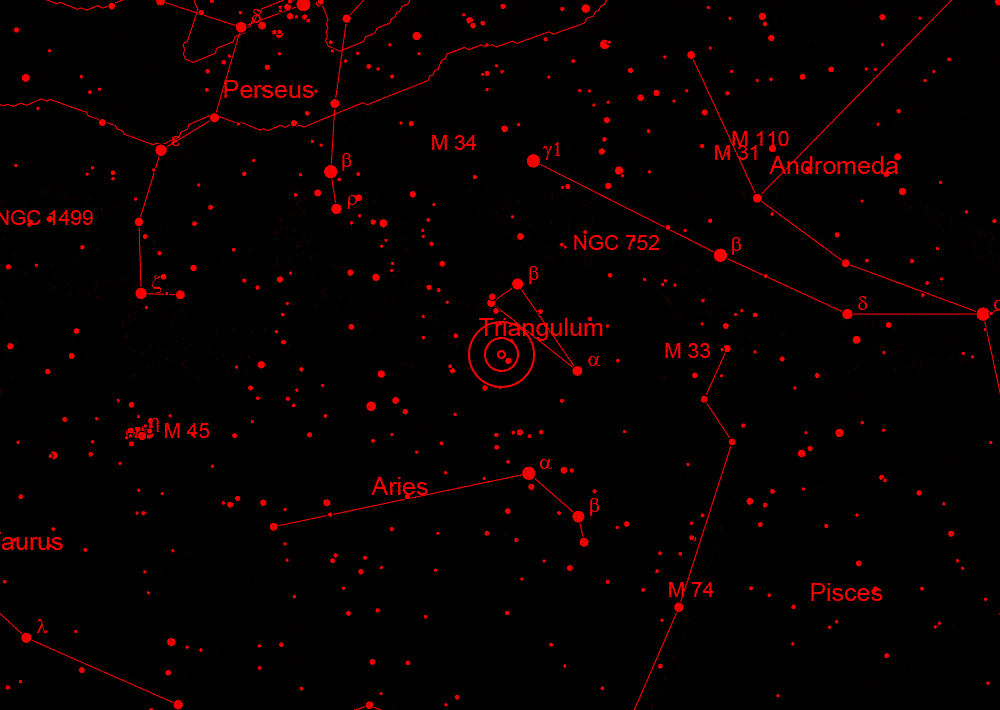 δ
Perseus
ε
M 34
γ1
M 110
M 31
Andromeda
β
ρ
NGC 1499
NGC 752
β
ζ
β
δ
α
Triangulum
M 33
α
η
M 45
α
Aries
β
Taurus
M 74
Pisces
λ